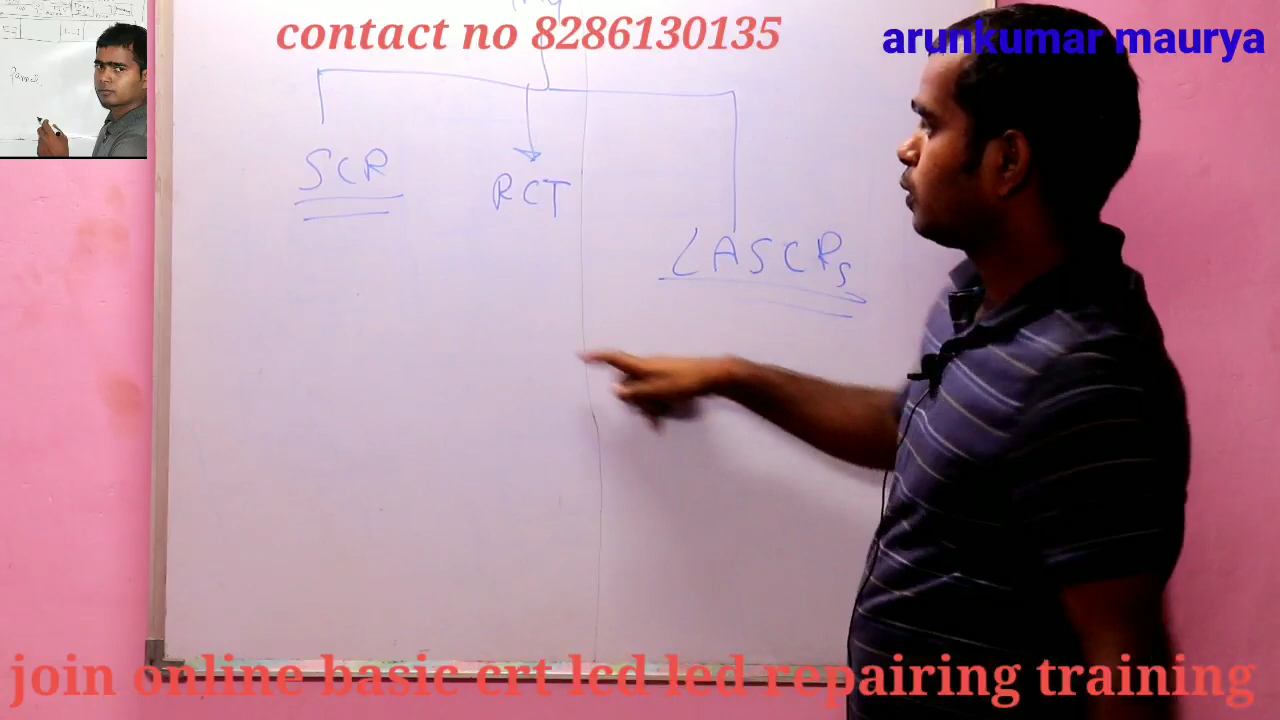 contact no 8286130135
arunkumar maurya
SCR
RCT
LASCRs
join online basic crt lcd led repairing training